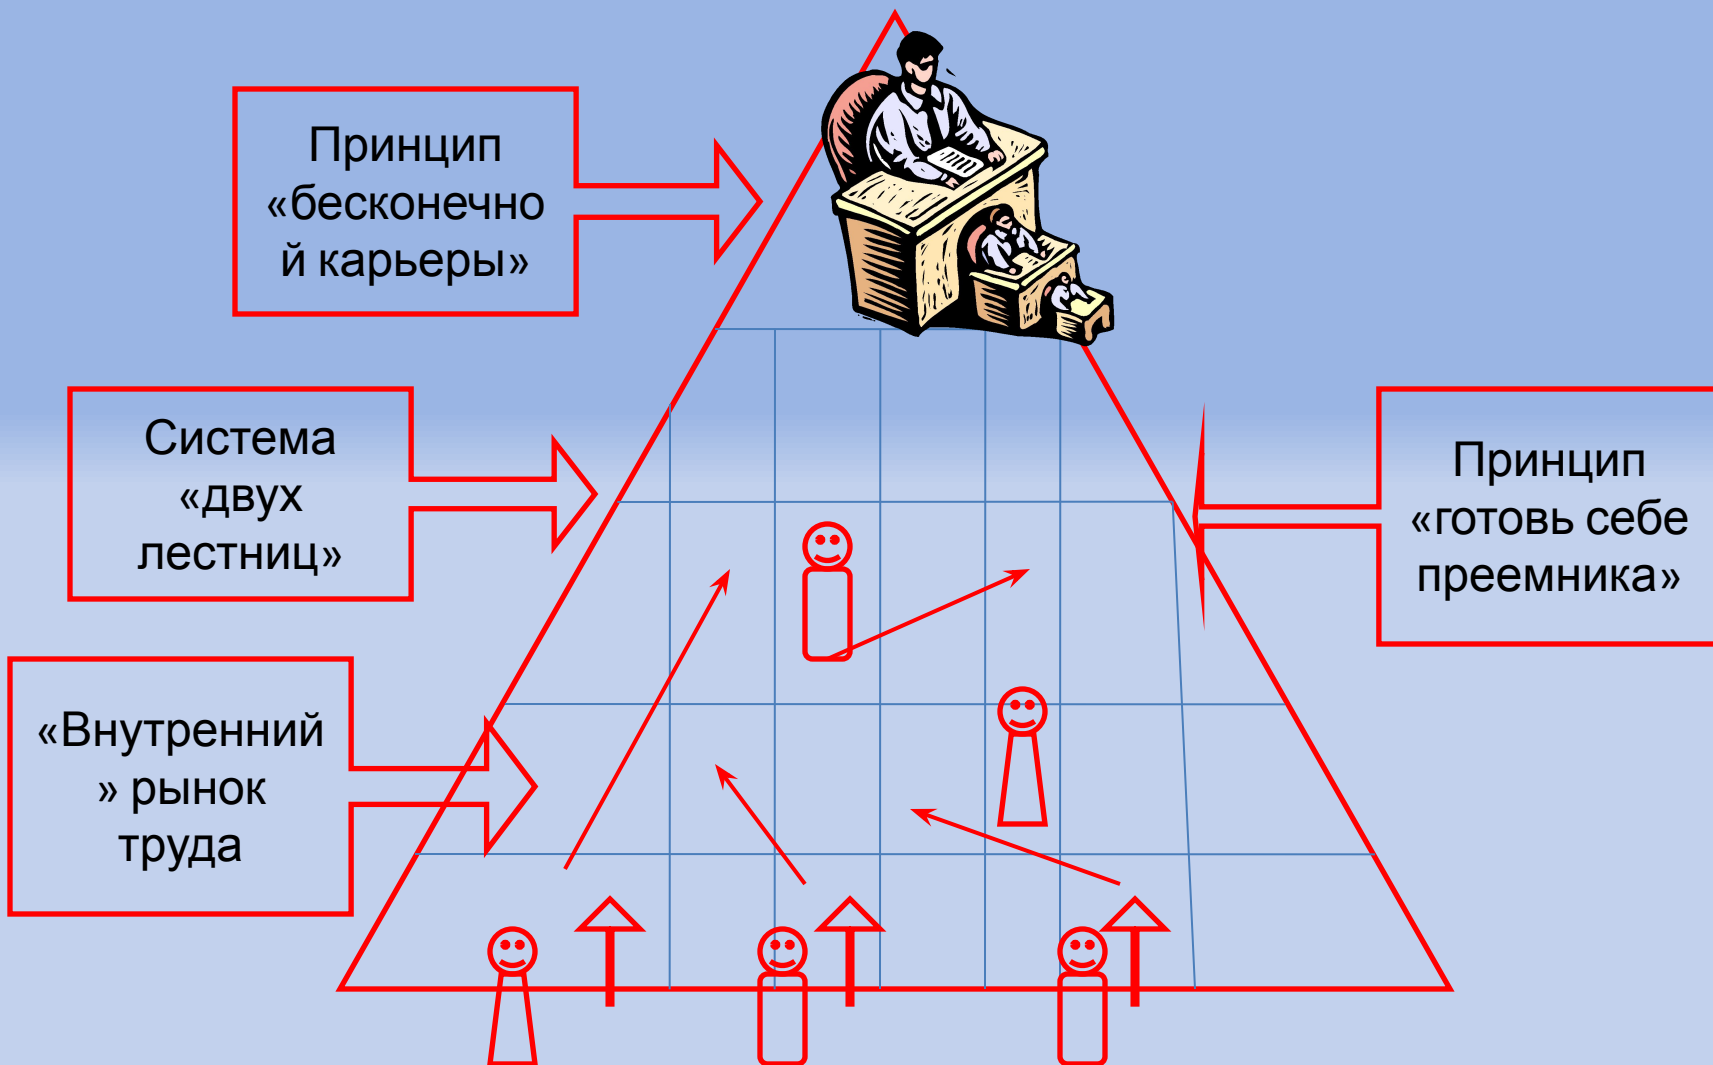 Принцип
«бесконечно
й карьеры»
Система
«двух
лестниц»
Принцип
«готовь себе
преемника»
«Внутренний
» рынок
труда